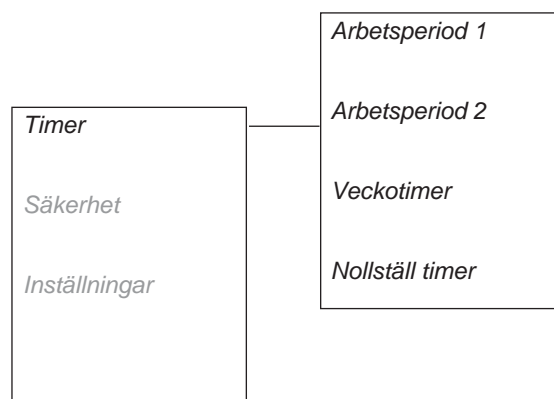 Timer
Säkerhet
Inställningar
Arbetsperiod 1
Arbetsperiod 2
Veckotimer
Nollställ timer